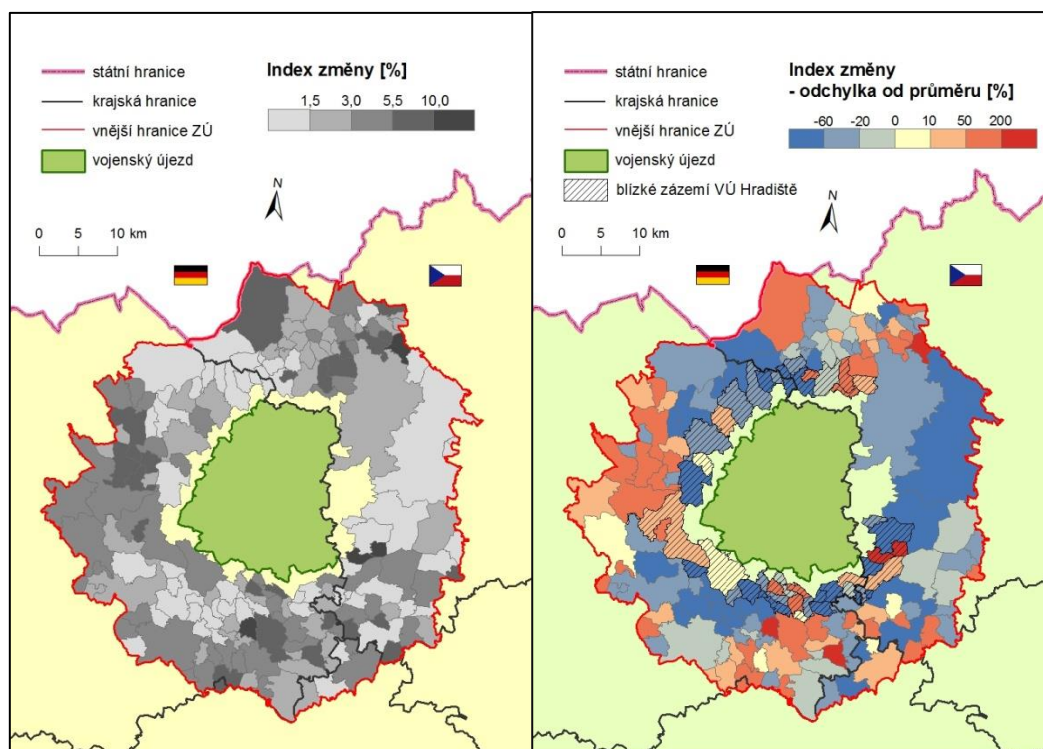 státní hranice
krajská hranice
vnější hranice ZÚ
vojenský újezd
Index změny [%]
1,5 3,0 5,5 10,0
N
0 5 10 km
státní hranice
krajská hranice
vnější hranice ZÚ
vojenský újezd
blízké zázemí VÚ Hradiště
Index změny
- odchylka od průměru [%]
-60 -20 0 10 50 200
N
0 5 10 km